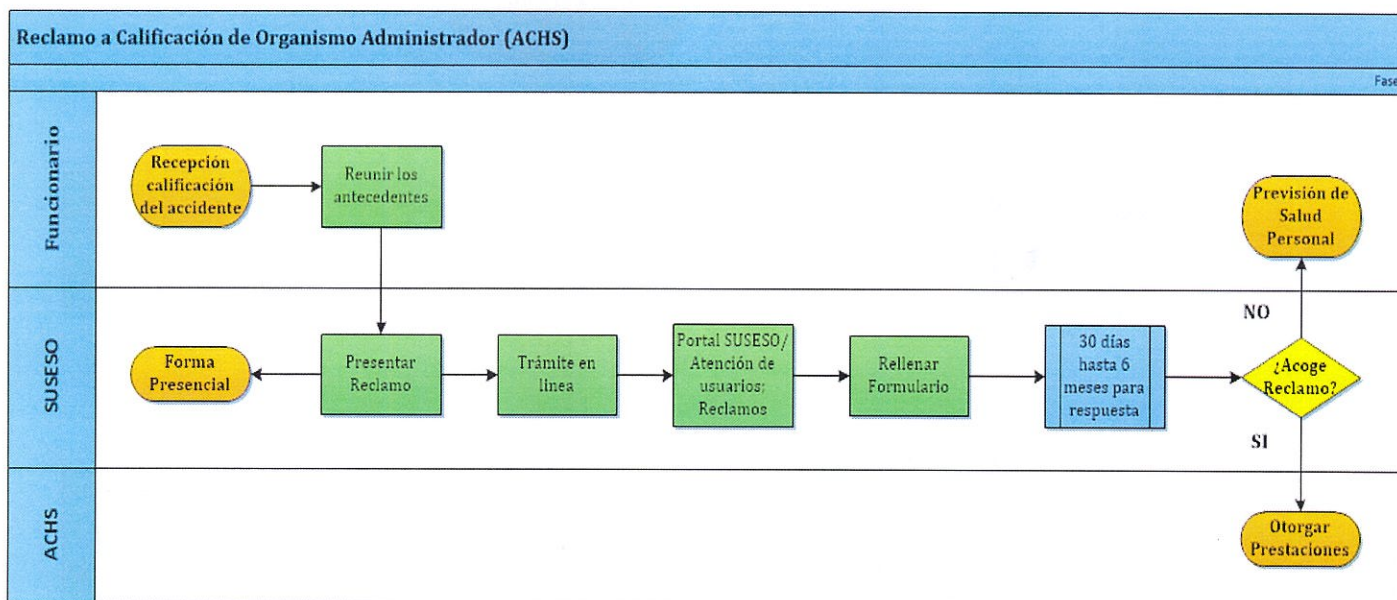 Reclamo a Calificación de Organismo Administrador (ACHS)
Fase
Funcionario
Recepción
calificación
del accidente
Reunir los
antecedentes
Previsión de
Salud
Personal
SUSESO
Forma
Presencial
Presentar
Reclamo
Trámite en
línea
Portal SUSESO/
Atención de
usuarios;
Reclamos
Rellenar
Formulario
30 días
hasta 6
meses para
respuesta
NO
¿Acoge
Reclamo?
SI
ACHS
Otorgar
Prestaciones